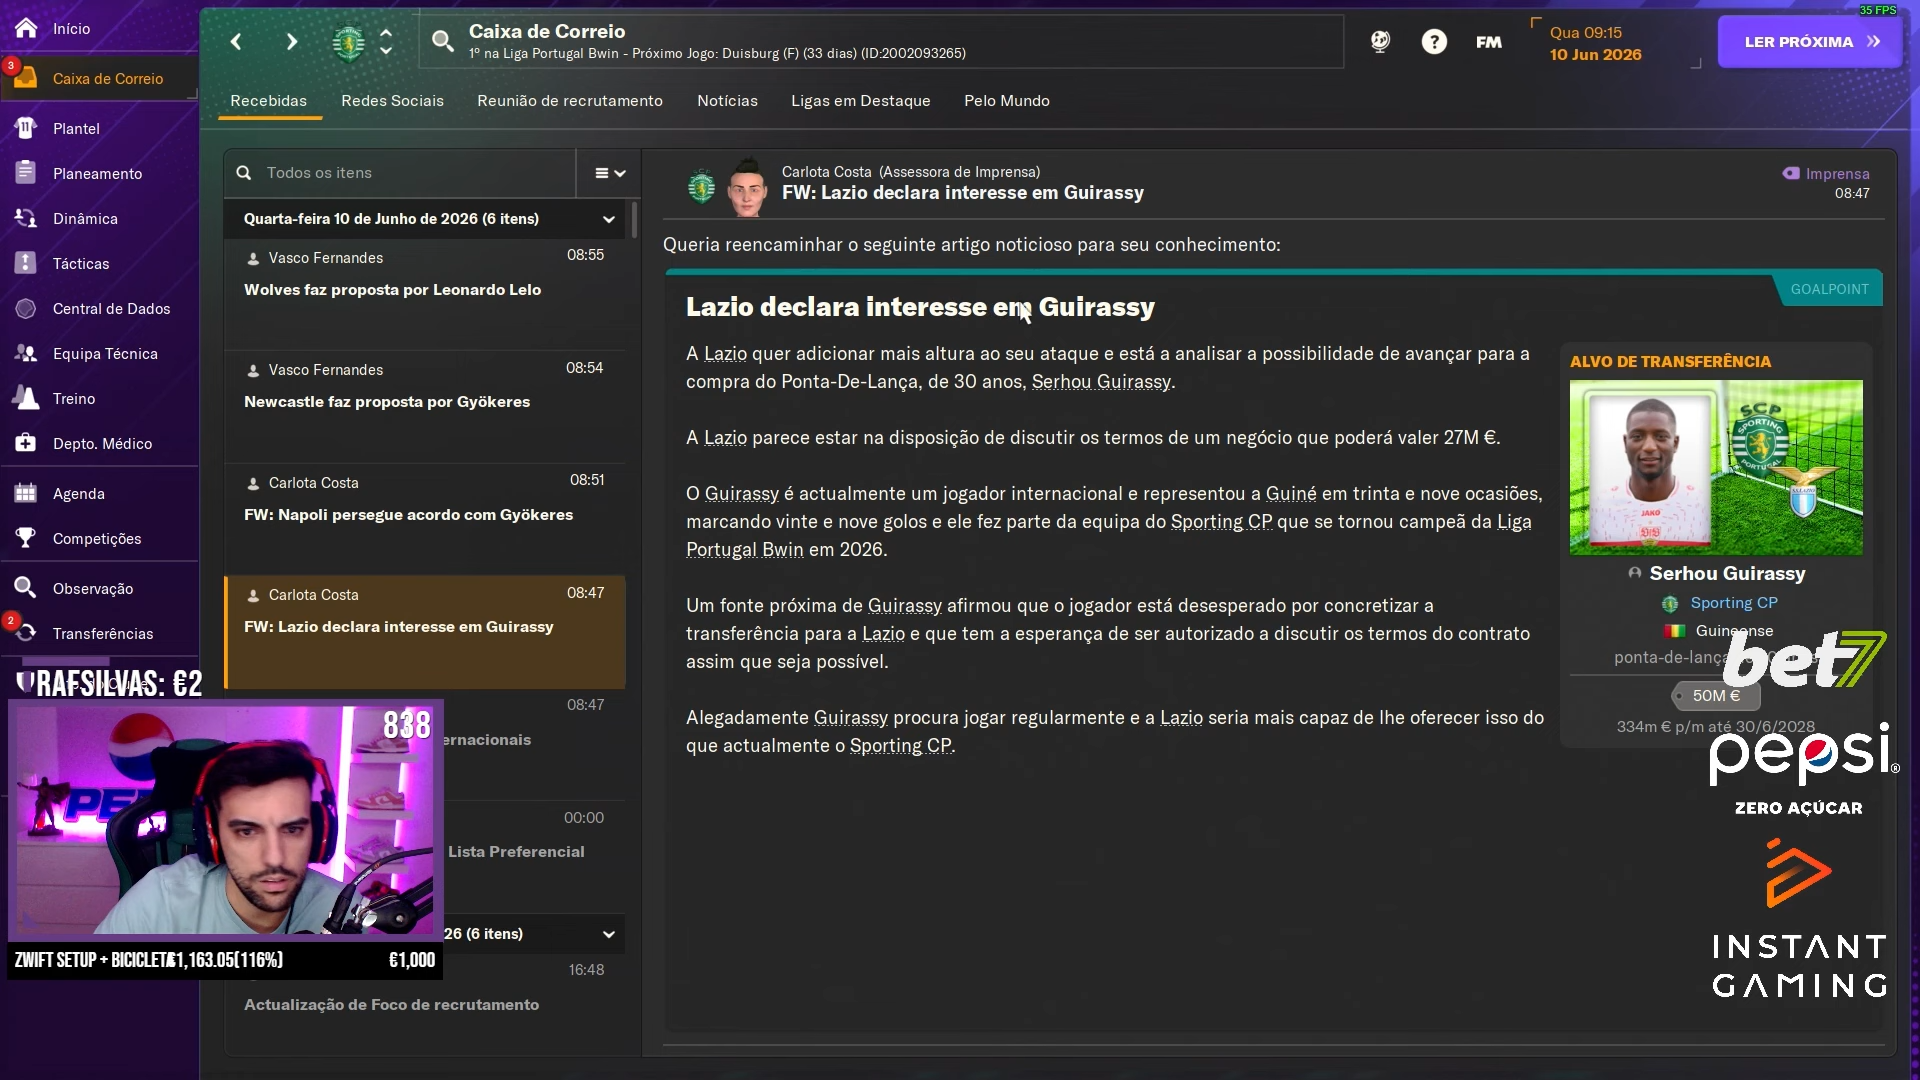 35 FPS
Início
Caixa de Correio
1º na Liga Portugal Bwin - Próximo Jogo: Duisburg (F) (33 dias) (ID:2002093265)
?
FM
Qua 09:15
10 Jun 2026
LER PRÓXIMA
3
Caixa de Correio
Recebidas
Redes Sociais
Reunião de recrutamento
Notícias
Ligas em Destaque
Pelo Mundo
11
Plantel
Planeamento
Dinâmica
Tácticas
Central de Dados
Equipa Técnica
Treino
Depto. Médico
Agenda
Competições
Observação
2
Transferências
Todos os itens
Quarta-feira 10 de Junho de 2026 (6 itens)
Vasco Fernandes
08:55
Wolves faz proposta por Leonardo Lelo
Vasco Fernandes
08:54
Newcastle faz proposta por Gyökeres
Carlota Costa
08:51
FW: Napoli persegue acordo com Gyökeres
Carlota Costa
08:47
FW: Lazio declara interesse em Guirassy
08:47
ernacionais
00:00
Lista Preferencial
26 (6 itens)
16:48
Actualização de Foco de recrutamento
Carlota Costa (Assessora de Imprensa)
FW: Lazio declara interesse em Guirassy
Imprensa
08:47
Queria reencaminhar o seguinte artigo noticioso para seu conhecimento:
GOALPOINT
Lazio declara interesse em Guirassy
A Lazio quer adicionar mais altura ao seu ataque e está a analisar a possibilidade de avançar para a
compra do Ponta-De-Lança, de 30 anos, Serhou Guirassy.
A Lazio parece estar na disposição de discutir os termos de um negócio que poderá valer 27M €.
O Guirassy é actualmente um jogador internacional e representou a Guiné em trinta e nove ocasiões,
marcando vinte e nove golos e ele fez parte da equipa do Sporting CP que se tornou campeã da Liga
Portugal Bwin em 2026.
Um fonte próxima de Guirassy afirmou que o jogador está desesperado por concretizar a
transferência para a Lazio e que tem a esperança de ser autorizado a discutir os termos do contrato
assim que seja possível.
Alegadamente Guirassy procura jogar regularmente e a Lazio seria mais capaz de lhe oferecer isso do
que actualmente o Sporting CP.
ALVO DE TRANSFERÊNCIA
SCP
SPORTING
PORTUGAL
JAKO
Serhou Guirassy
Sporting CP
Guineense
ponta-de-lança
50M €
334m € p/m até 30/6/2028
bet7
pepsi
ZERO AÇÚCAR
INSTANT
GAMING
RAFSILVAS: €2
838
ZWIFT SETUP + BICICLETA
€1,163.05(116%)
€1,000